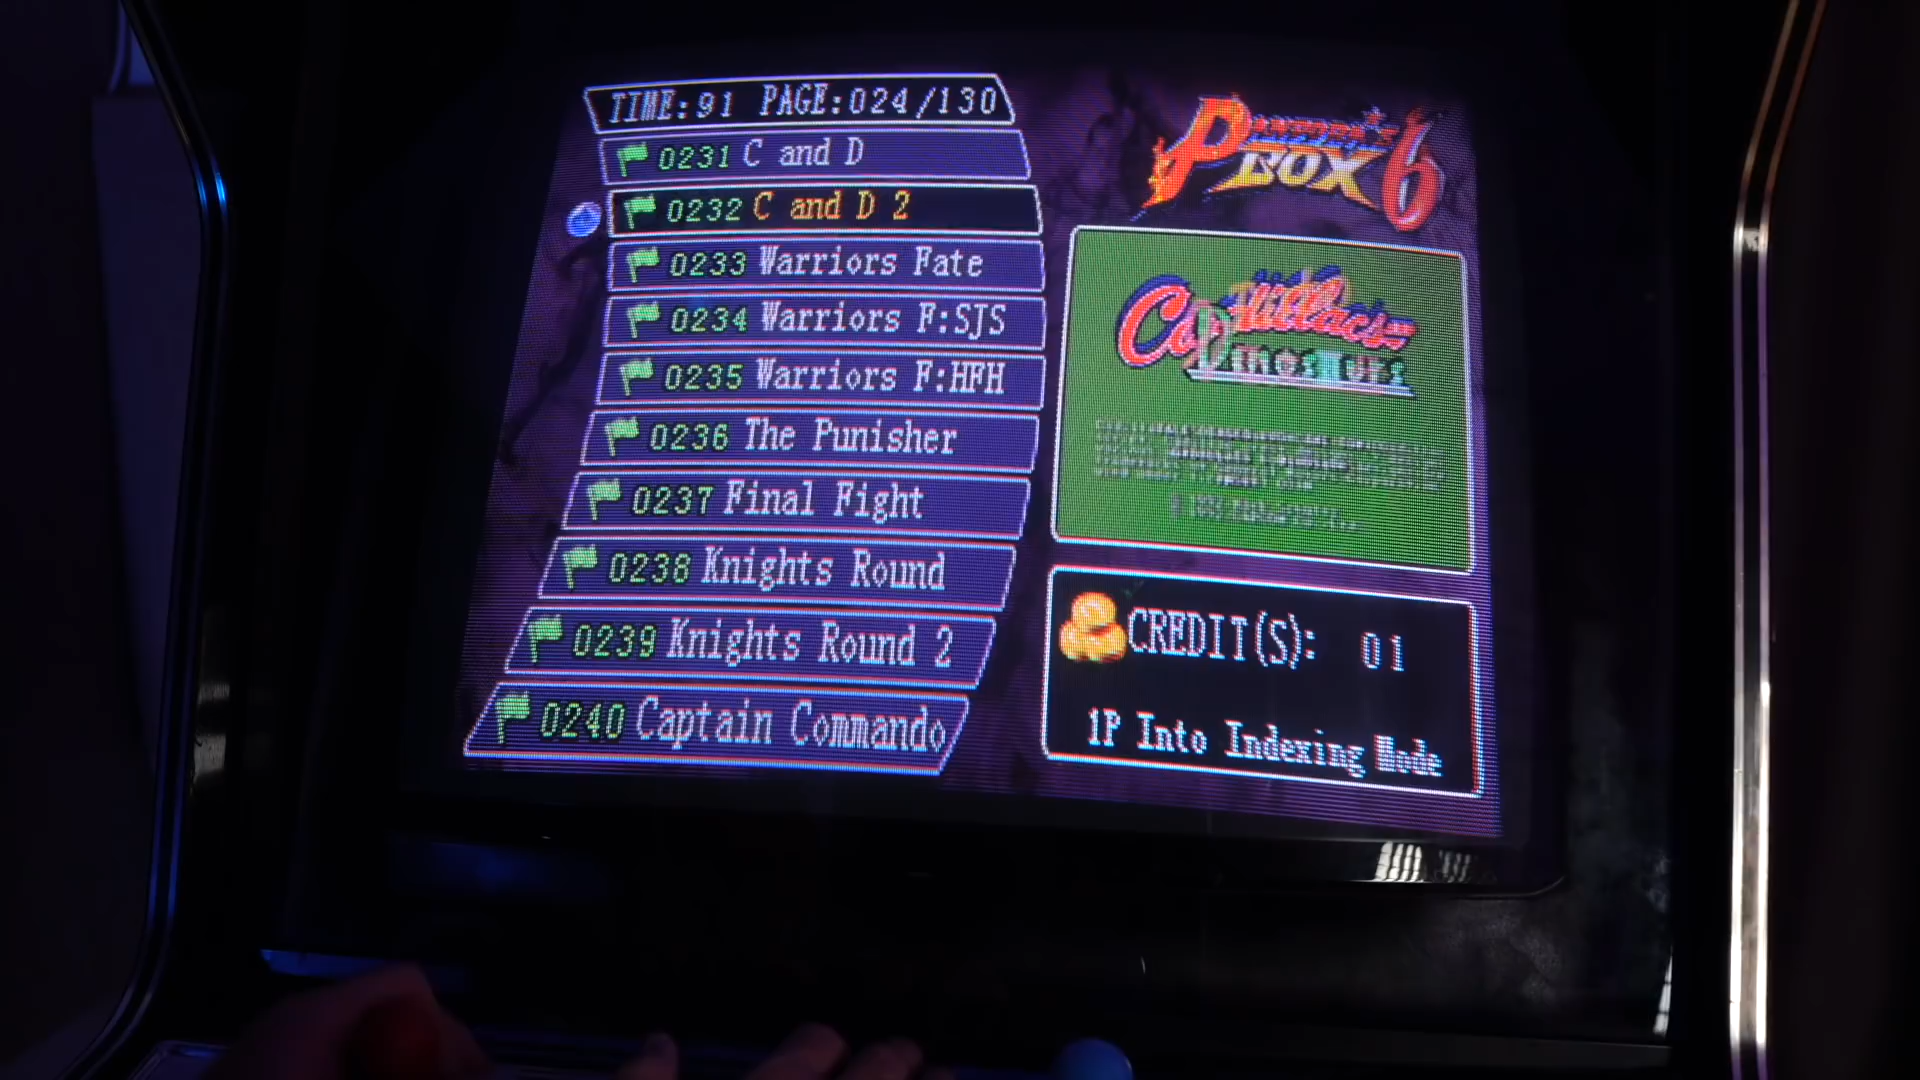 TIME:91 PAGE:024/130
0231 C and D
0232 C and D 2
0233 Warriors Fate
0234 Warriors F:SJS
0235 Warriors F:HFH
0236 The Punisher
0237 Final Fight
0238 Knights Round
0239 Knights Round 2
0240 Captain Commando
PANDORA'S
BOX 6
CREDIT(S): 01
1P Into Indexing Mode